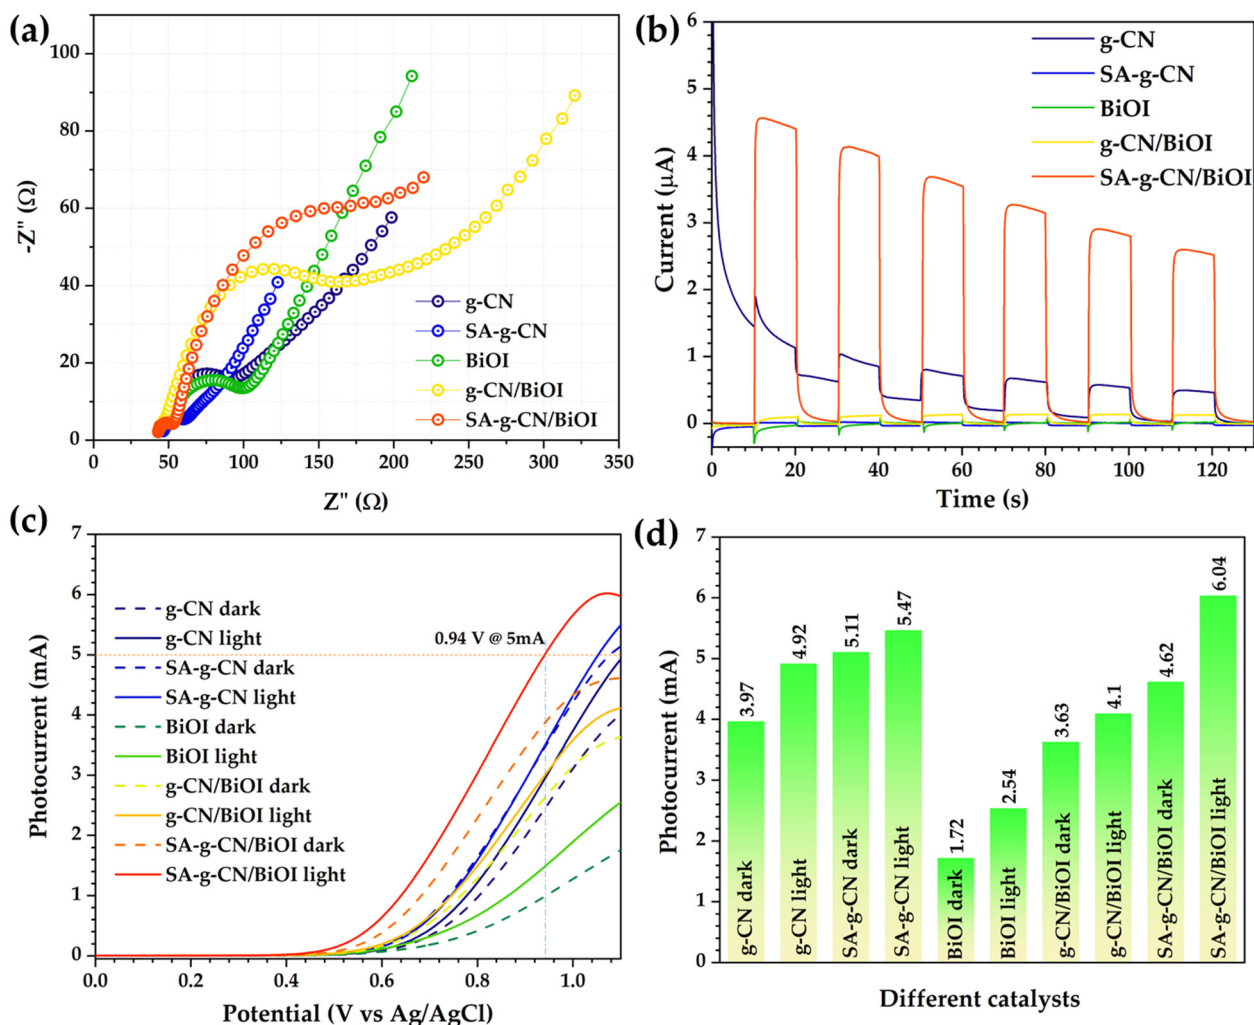 (a)
100
80
60
40
20
0
-Z" (Ω)
g-CN
SA-g-CN
BiOI
g-CN/BiOI
SA-g-CN/BiOI
0 50 100 150 200 250 300 350
Z" (Ω)
(b)
6
5
4
3
2
1
0
Current (μA)
g-CN
SA-g-CN
BiOI
g-CN/BiOI
SA-g-CN/BiOI
0 20 40 60 80 100 120
Time (s)
(c)
7
6
5
4
3
2
1
0
Photocurrent (mA)
g-CN dark
g-CN light
SA-g-CN dark
SA-g-CN light
BiOI dark
BiOI light
g-CN/BiOI dark
g-CN/BiOI light
SA-g-CN/BiOI dark
SA-g-CN/BiOI light
0.94 V @ 5mA
0.0 0.2 0.4 0.6 0.8 1.0
Potential (V vs Ag/AgCl)
(d)
7
6
5
4
3
2
1
0
Photocurrent (mA)
3.97
4.92
5.11
5.47
1.72
2.54
3.63
4.1
4.62
6.04
g-CN dark
g-CN light
SA-g-CN dark
SA-g-CN light
BiOI dark
BiOI light
g-CN/BiOI dark
g-CN/BiOI light
SA-g-CN/BiOI dark
SA-g-CN/BiOI light
Different catalysts